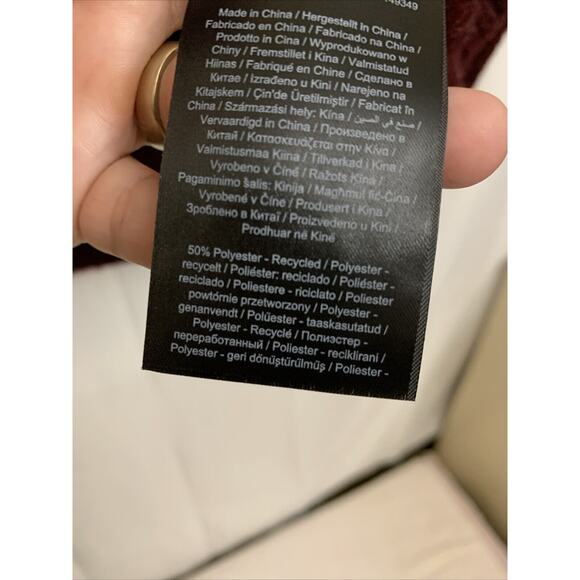 49349
Made in China / Hergestellt in China /
Fabricado en China / Fabricado na China /
Prodotto in Cina / Wyprodukowano w
Chiny / Fremstillet i Kina / Valmistatud
Hiinas / Fabriqué en Chine / Сделано в
Китае / Izrađeno u Kini / Narejeno na
Kitajskem / Çin'de Üretilmiştir / Fabricat în
China / Származási hely: Kína / صنع في الصين /
Vervaardigd in China / Произведено в
Китай / Κατασκευάζεται στην Κίνα /
Valmistusmaa Kiina / Tillverkad i Kina /
Vyrobeno v Číně / Ražots Kīnā /
Pagaminimo šalis: Kinija / Maghmul fiċ-Ċina /
Vyrobené v Číne / Produsert i Kina /
Зроблено в Китаї / Proizvedeno u Kini /
Prodhuar në Kinë
50% Polyester - Recycled / Polyester -
recycelt / Poliéster: reciclado / Poliéster -
reciclado / Poliestere - riciclato / Poliester
powtórnie przetworzony / Polyester -
genanvendt / Polüester - taaskasutatud /
Polyester - Recyclé / Полиэстер -
переработанный / Poliester - reciklirani /
Polyester - geri dönüştürülmüş / Poliester -